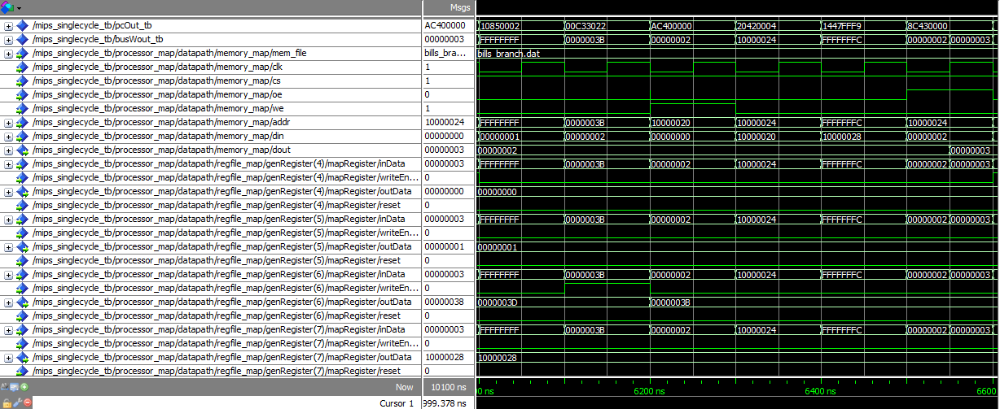 Msgs
/mips_singlecycle_tb/pcOut_tb AC400000 10850002 00C33022 AC400000 20420004 1447FFF9 8C430000
/mips_singlecycle_tb/busWout_tb 00000003 FFFFFFFF 0000003B 00000002 10000024 FFFFFFFC 00000002 00000003
/mips_singlecycle_tb/processor_map/datapath/memory_map/mem_file bills_bra... bills_branch.dat
/mips_singlecycle_tb/processor_map/datapath/memory_map/clk 1
/mips_singlecycle_tb/processor_map/datapath/memory_map/cs 1
/mips_singlecycle_tb/processor_map/datapath/memory_map/oe 0
/mips_singlecycle_tb/processor_map/datapath/memory_map/we 1
/mips_singlecycle_tb/processor_map/datapath/memory_map/addr 10000024 FFFFFFFF 0000003B 10000020 10000024 FFFFFFFC 10000024
/mips_singlecycle_tb/processor_map/datapath/memory_map/din 00000000 00000001 00000002 00000000 10000020 10000028 00000002
/mips_singlecycle_tb/processor_map/datapath/memory_map/dout 00000003 00000002 00000003
/mips_singlecycle_tb/processor_map/datapath/regfile_map/genRegister(4)/mapRegister/inData 00000003 FFFFFFFF 0000003B 00000002 10000024 FFFFFFFC 00000002 00000003
/mips_singlecycle_tb/processor_map/datapath/regfile_map/genRegister(4)/mapRegister/writeEn... 0
/mips_singlecycle_tb/processor_map/datapath/regfile_map/genRegister(4)/mapRegister/outData 00000000 00000000
/mips_singlecycle_tb/processor_map/datapath/regfile_map/genRegister(4)/mapRegister/reset 0
/mips_singlecycle_tb/processor_map/datapath/regfile_map/genRegister(5)/mapRegister/inData 00000003 FFFFFFFF 0000003B 00000002 10000024 FFFFFFFC 00000002 00000003
/mips_singlecycle_tb/processor_map/datapath/regfile_map/genRegister(5)/mapRegister/writeEn... 0
/mips_singlecycle_tb/processor_map/datapath/regfile_map/genRegister(5)/mapRegister/outData 00000001 00000001
/mips_singlecycle_tb/processor_map/datapath/regfile_map/genRegister(5)/mapRegister/reset 0
/mips_singlecycle_tb/processor_map/datapath/regfile_map/genRegister(6)/mapRegister/inData 00000003 FFFFFFFF 0000003B 00000002 10000024 FFFFFFFC 00000002 00000003
/mips_singlecycle_tb/processor_map/datapath/regfile_map/genRegister(6)/mapRegister/writeEn... 0
/mips_singlecycle_tb/processor_map/datapath/regfile_map/genRegister(6)/mapRegister/outData 00000038 0000003D 0000003B
/mips_singlecycle_tb/processor_map/datapath/regfile_map/genRegister(6)/mapRegister/reset 0
/mips_singlecycle_tb/processor_map/datapath/regfile_map/genRegister(7)/mapRegister/inData 00000003 FFFFFFFF 0000003B 00000002 10000024 FFFFFFFC 00000002 00000003
/mips_singlecycle_tb/processor_map/datapath/regfile_map/genRegister(7)/mapRegister/writeEn... 0
/mips_singlecycle_tb/processor_map/datapath/regfile_map/genRegister(7)/mapRegister/outData 10000028 10000028
/mips_singlecycle_tb/processor_map/datapath/regfile_map/genRegister(7)/mapRegister/reset 0
Now 10100 ns 00 ns 6200 ns 6400 ns 6600
Cursor 1 999.378 ns